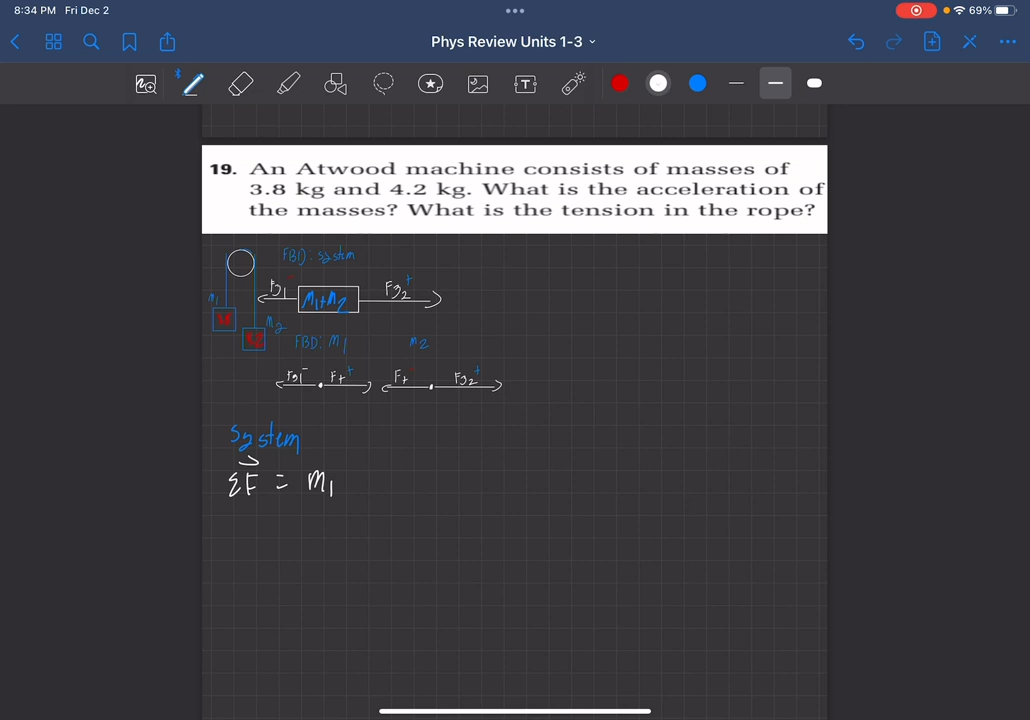 8:34 PM Fri Dec 2
69%
Phys Review Units 1-3
T
19. An Atwood machine consists of masses of
3.8 kg and 4.2 kg. What is the acceleration of
the masses? What is the tension in the rope?
FBD: system
Fg1 Fg2 +
m1 m1+m2
m2 FBD: m1 m2
Fg1 - Ft + Ft Fg2 +
system
ΣF = m1